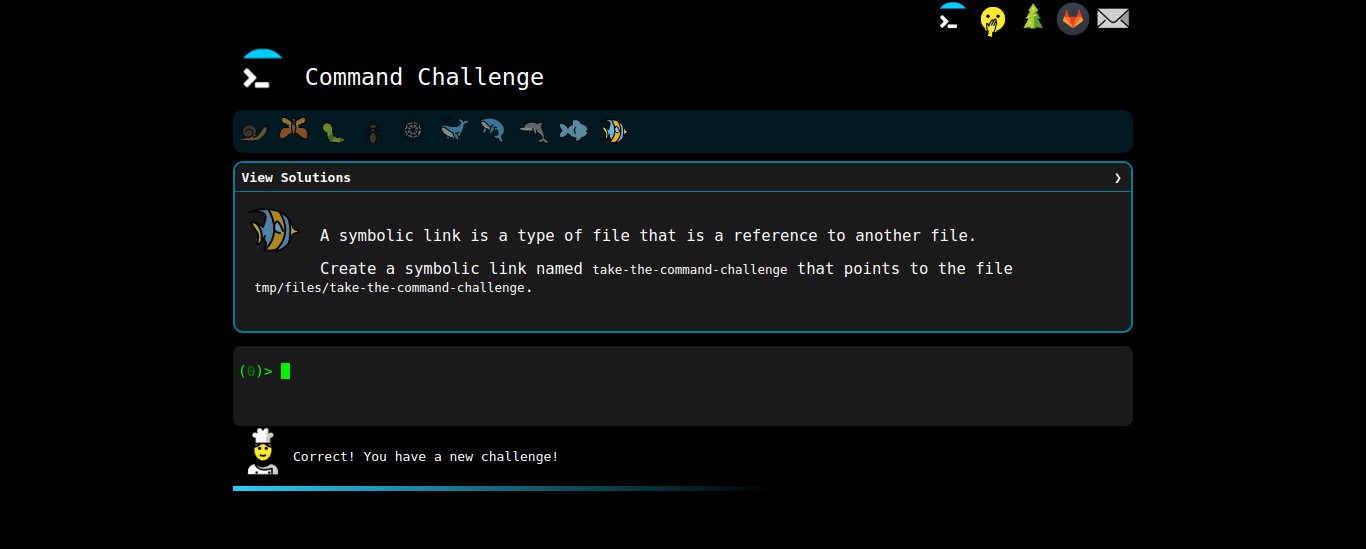 Command Challenge
View Solutions ❯
A symbolic link is a type of file that is a reference to another file.
Create a symbolic link named take-the-command-challenge that points to the file
tmp/files/take-the-command-challenge.
(0)>
Correct! You have a new challenge!